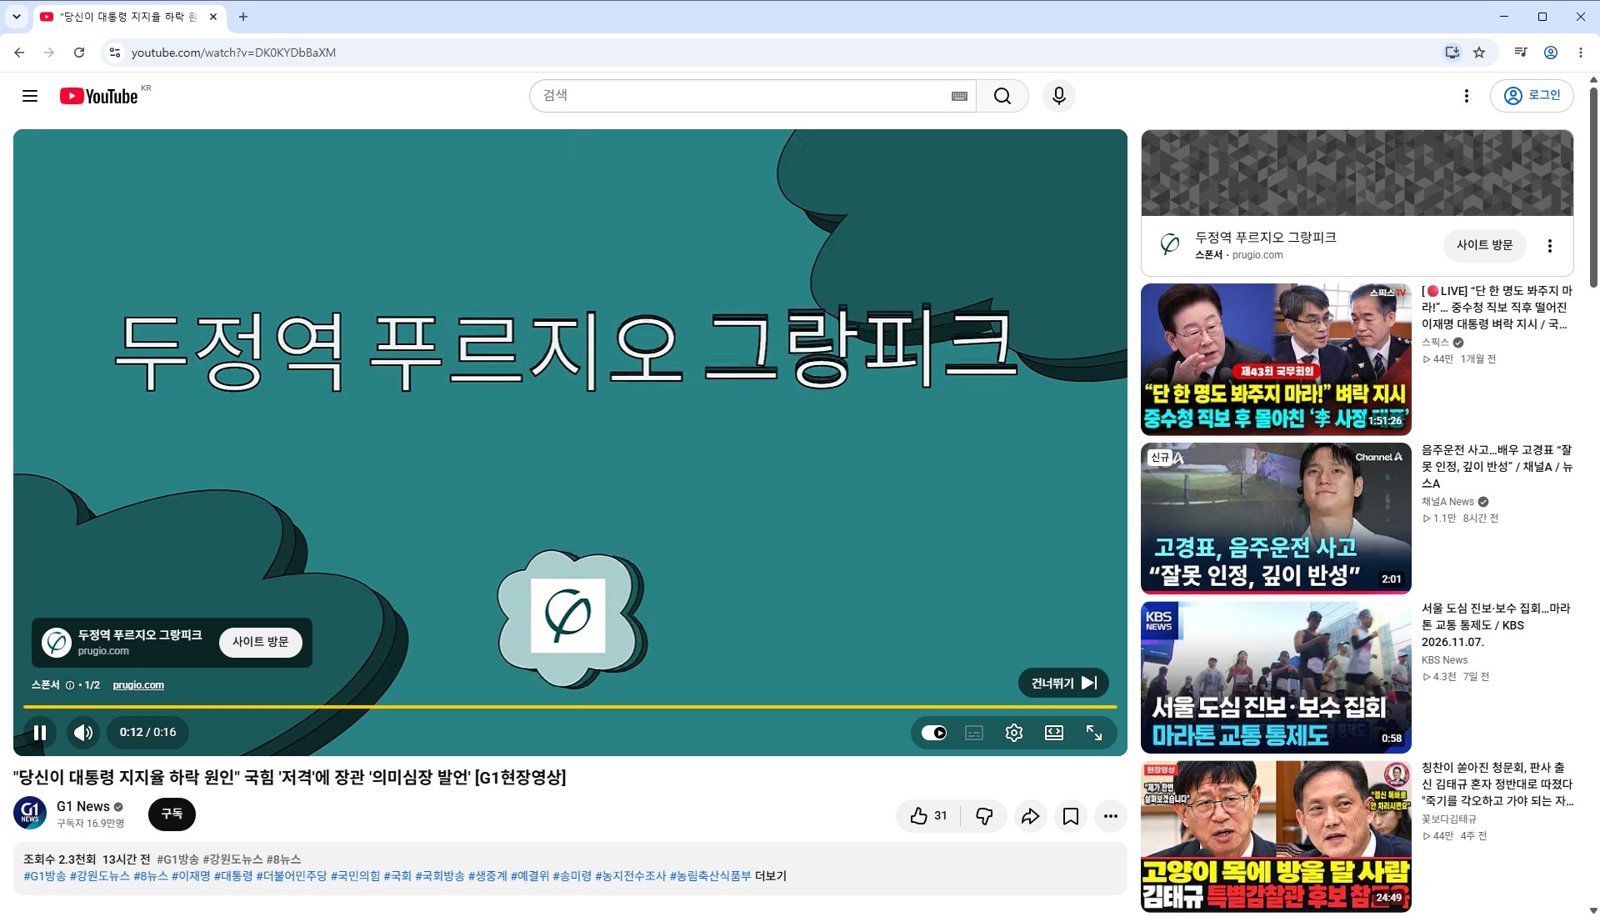 "당신이 대통령 지지율 하락 원인
youtube.com/watch?v=DK0KYDbBaXM
YouTube KR
검색
로그인
두정역 푸르지오 그랑피크
두정역 푸르지오 그랑피크
prugio.com
사이트 방문
스폰서 · 1/2 prugio.com
건너뛰기
0:12 / 0:16
"당신이 대통령 지지율 하락 원인" 국힘 '저격'에 장관 '의미심장 발언' [G1현장영상]
G1 NEWS
G1 News
구독자 16.9만명
구독
31
조회수 2.3천회 13시간 전 #G1방송 #강원도뉴스 #8뉴스
#G1방송 #강원도뉴스 #8뉴스 #이재명 #대통령 #더불어민주당 #국민의힘 #국회 #국회방송 #생중계 #예결위 #송미령 #농지전수조사 #농림축산식품부 더보기
두정역 푸르지오 그랑피크
스폰서 · prugio.com
사이트 방문
스픽스TV
제43회 국무회의
"단 한 명도 봐주지 마라!" 벼락 지시
중수청 직보 후 몰아친 '李 사정
1:51:26
[🔴LIVE] "단 한 명도 봐주지 마
라!"... 중수청 직보 직후 떨어진
이재명 대통령 벼락 지시 / 국...
스픽스
44만 1개월 전
신규
Channel A
고경표, 음주운전 사고
"잘못 인정, 깊이 반성"
2:01
음주운전 사고…배우 고경표 "잘
못 인정, 깊이 반성" / 채널A / 뉴
스A
채널A News
1.1만 8시간 전
KBS
NEWS
서울 도심 진보·보수 집회
마라톤 교통 통제도
0:58
서울 도심 진보·보수 집회…마라
톤 교통 통제도 / KBS
2026.11.07.
KBS News
4.3천 7일 전
현장영상
"제가 한번
살펴보겠습니다"
고양이 목에 방울 달 사람
김태규 특별감찰관 후보
24:49
칭찬이 쏟아진 청문회, 판사 출
신 김태규 혼자 정반대로 따졌다
"죽기를 각오하고 가야 되는 자...
꽃보다김태규
44만 4주 전